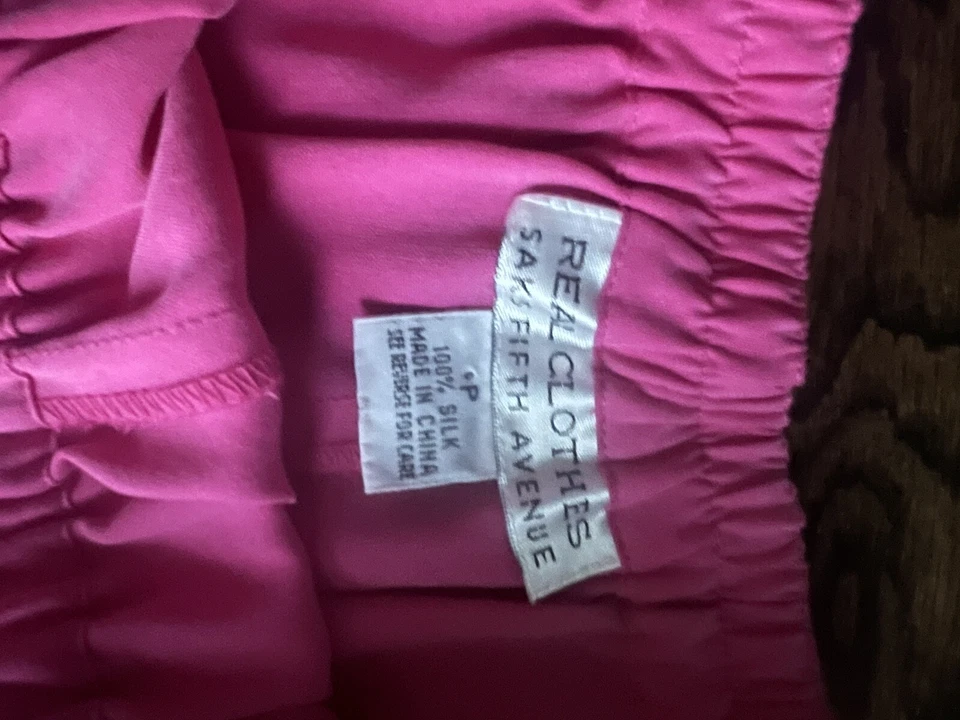 REAL CLOTHES
SAKS FIFTH AVENUE
P
100% SILK
MADE IN CHINA
SEE REVERSE FOR CARE